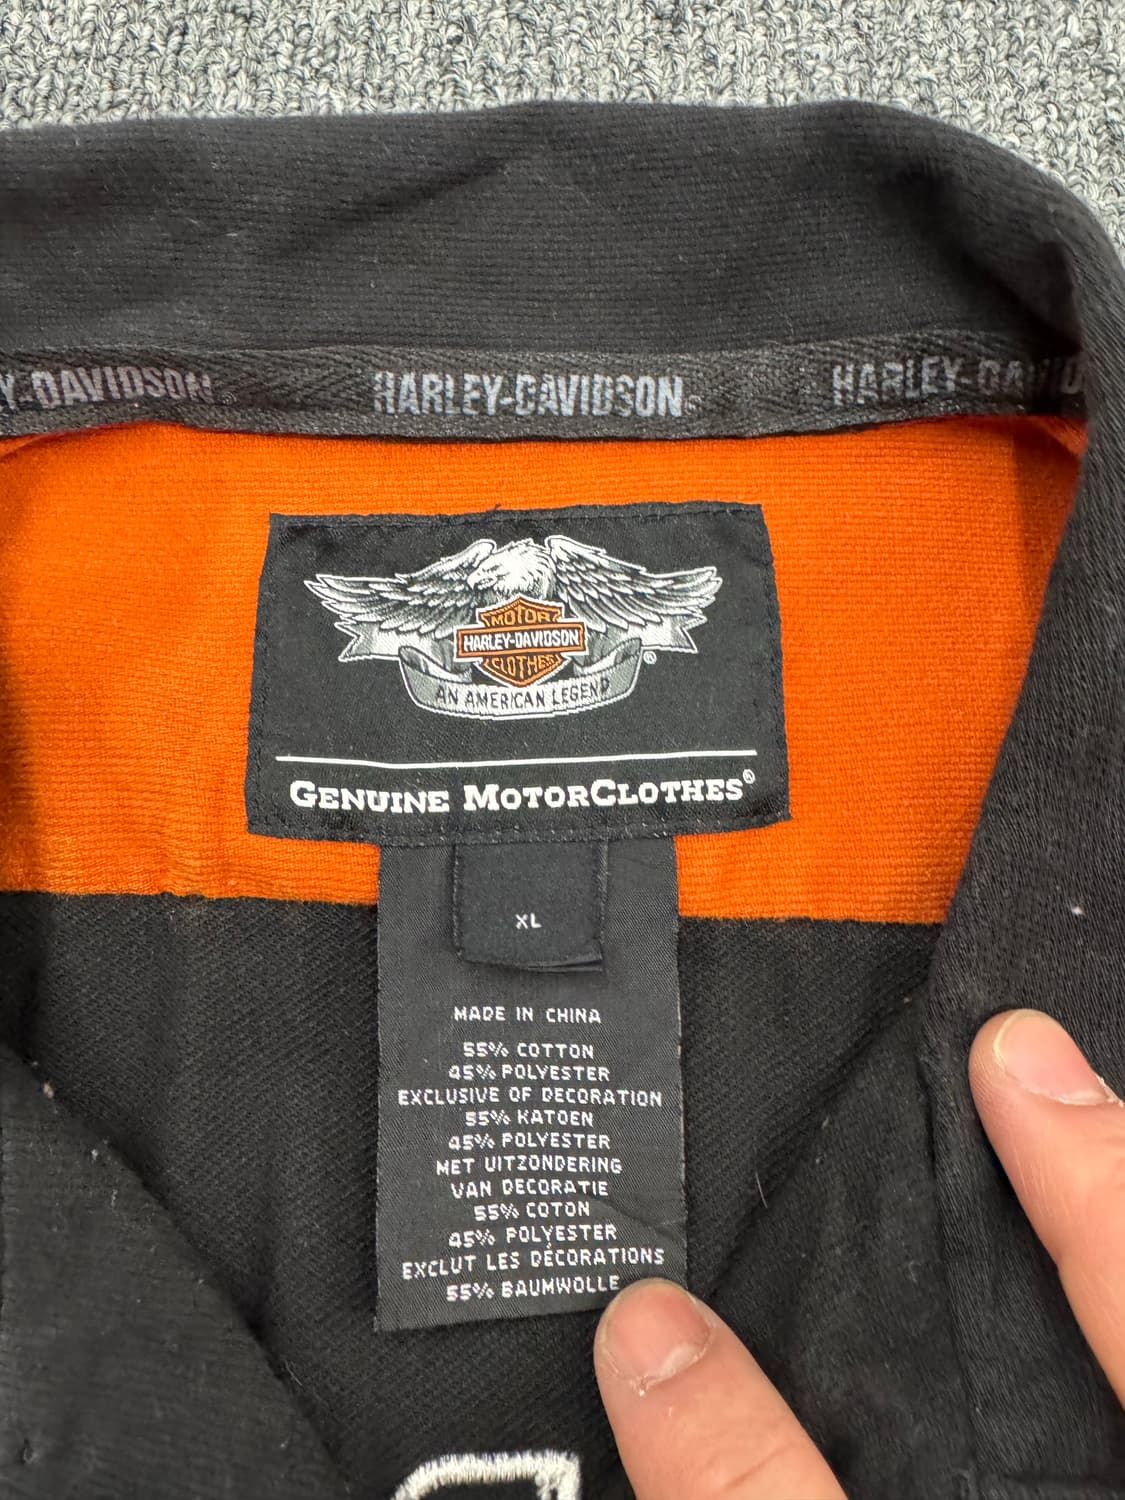 Y-DAVIDSON® HARLEY-DAVIDSON® HARLEY-DAVID
MOTOR
HARLEY-DAVIDSON
CLOTHES
®
AN AMERICAN LEGEND
GENUINE MOTORCLOTHES®
XL
MADE IN CHINA
55% COTTON
45% POLYESTER
EXCLUSIVE OF DECORATION
55% KATOEN
45% POLYESTER
MET UITZONDERING
VAN DECORATIE
55% COTON
45% POLYESTER
EXCLUT LES DÉCORATIONS
55% BAUMWOLLE